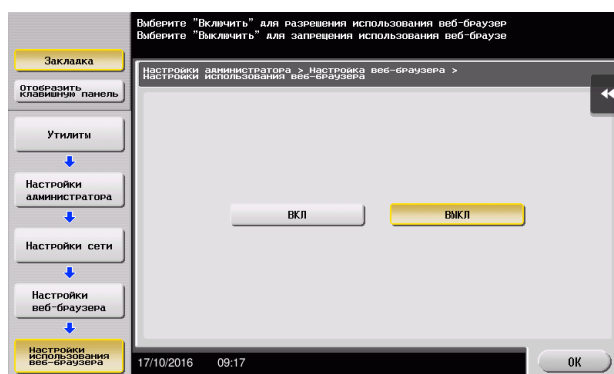 Выберите "Включить" для разрешения использования веб-браузер
Выберите "Выключить" для запрещения использования веб-браузе
Закладка
Отобразить
клавишную панель
Настройки администратора > Настройка веб-браузера >
Настройки использования веб-браузера
Утилиты
Настройки
администратора
ВКЛ
ВЫКЛ
Настройки сети
Настройки
веб-браузера
Настройки
использования
веб-браузера
17/10/2016 09:17
ОК